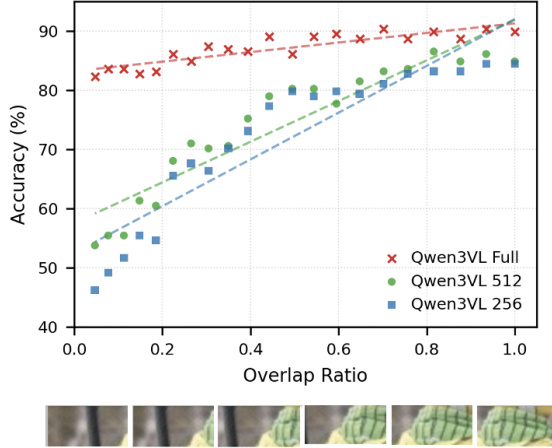 90
80
70
60
50
40
Accuracy (%)
Qwen3VL Full
Qwen3VL 512
Qwen3VL 256
0.0 0.2 0.4 0.6 0.8 1.0
Overlap Ratio